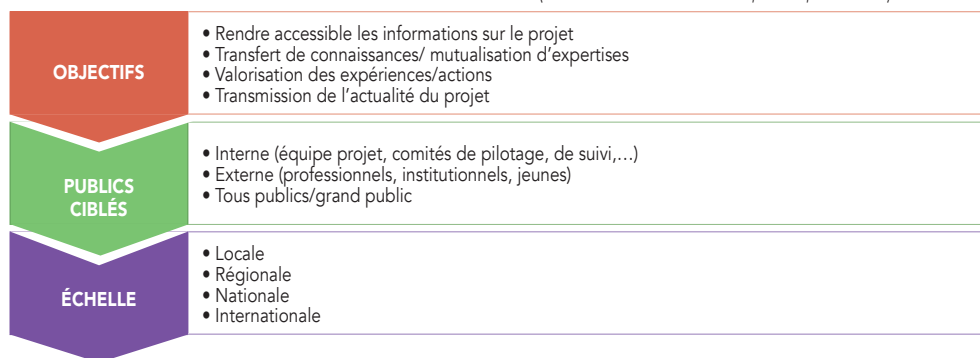 OBJECTIFS
• Rendre accessible les informations sur le projet
• Transfert de connaissances/ mutualisation d’expertises
• Valorisation des expériences/actions
• Transmission de l’actualité du projet
PUBLICS
CIBLÉS
• Interne (équipe projet, comités de pilotage, de suivi,…)
• Externe (professionnels, institutionnels, jeunes)
• Tous publics/grand public
ÉCHELLE
• Locale
• Régionale
• Nationale
• Internationale